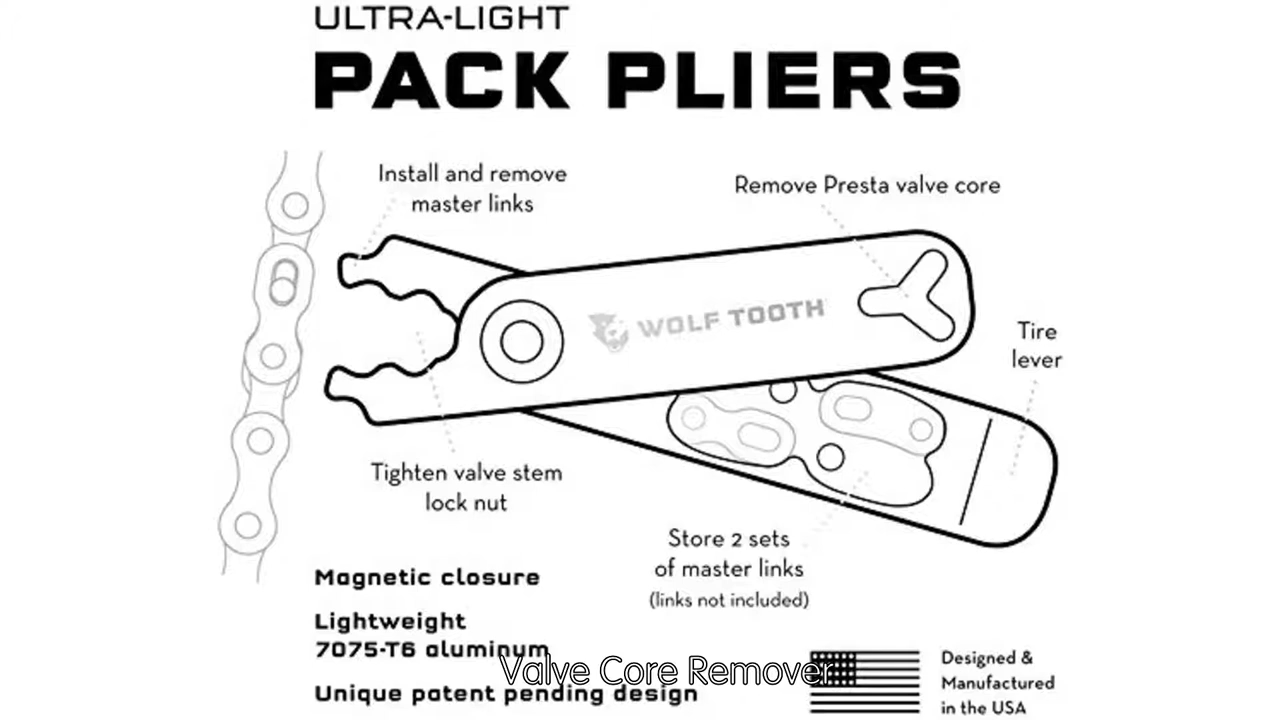 ULTRA-LIGHT
PACK PLIERS
Install and remove
master links
Remove Presta valve core
WOLF TOOTH
Tire
lever
Tighten valve stem
lock nut
Store 2 sets
of master links
(links not included)
Magnetic closure
Lightweight
7075-T6 aluminum
Unique patent pending design
Valve Core Remover
Designed &
Manufactured
in the USA